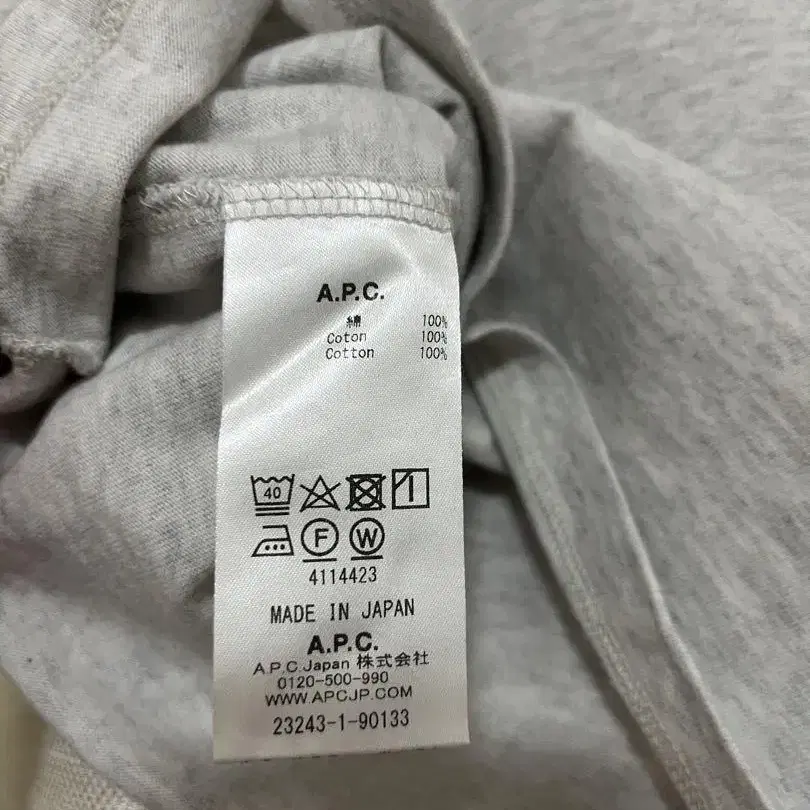 A.P.C.
綿 100%
Coton 100%
Cotton 100%
40
F W
4114423
MADE IN JAPAN
A.P.C.
A.P.C.Japan 株式会社
0120-500-990
WWW.APCJP.COM
23243-1-90133